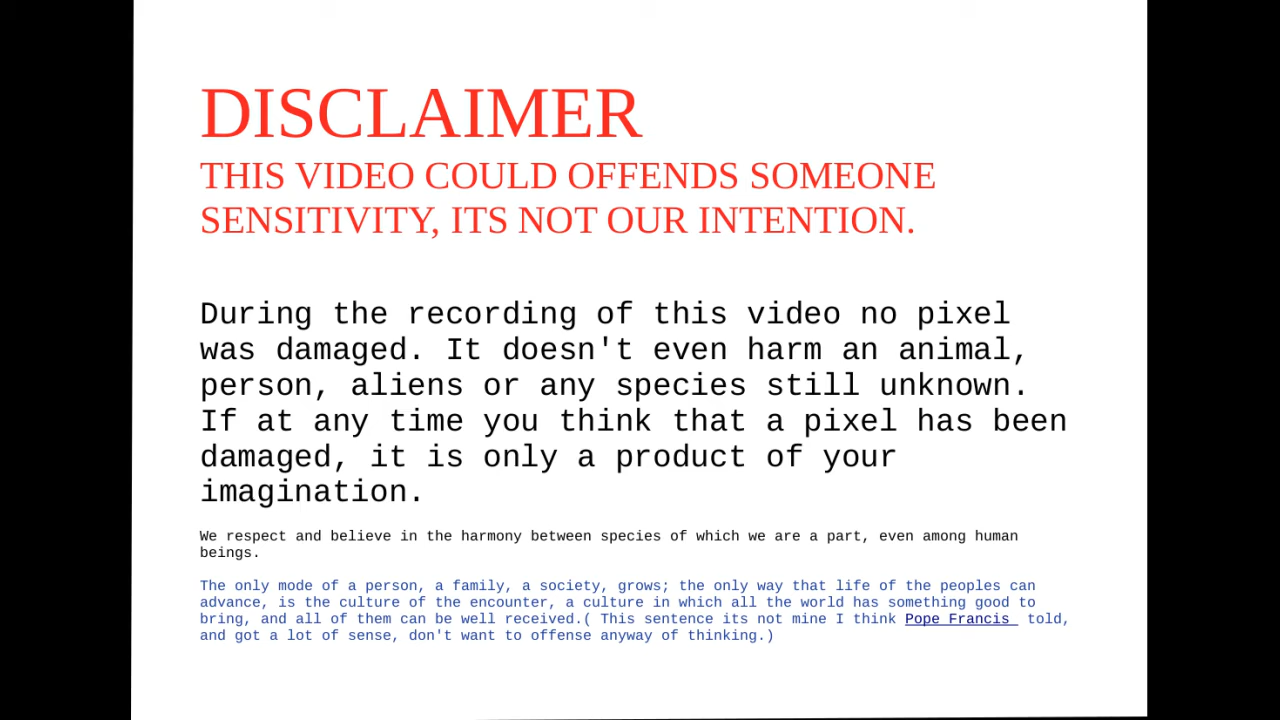 DISCLAIMER
THIS VIDEO COULD OFFENDS SOMEONE
SENSITIVITY, ITS NOT OUR INTENTION.
During the recording of this video no pixel
was damaged. It doesn't even harm an animal,
person, aliens or any species still unknown.
If at any time you think that a pixel has been
damaged, it is only a product of your
imagination.
We respect and believe in the harmony between species of which we are a part, even among human
beings.
The only mode of a person, a family, a society, grows; the only way that life of the peoples can
advance, is the culture of the encounter, a culture in which all the world has something good to
bring, and all of them can be well received.( This sentence its not mine I think Pope Francis  told,
and got a lot of sense, don't want to offense anyway of thinking.)